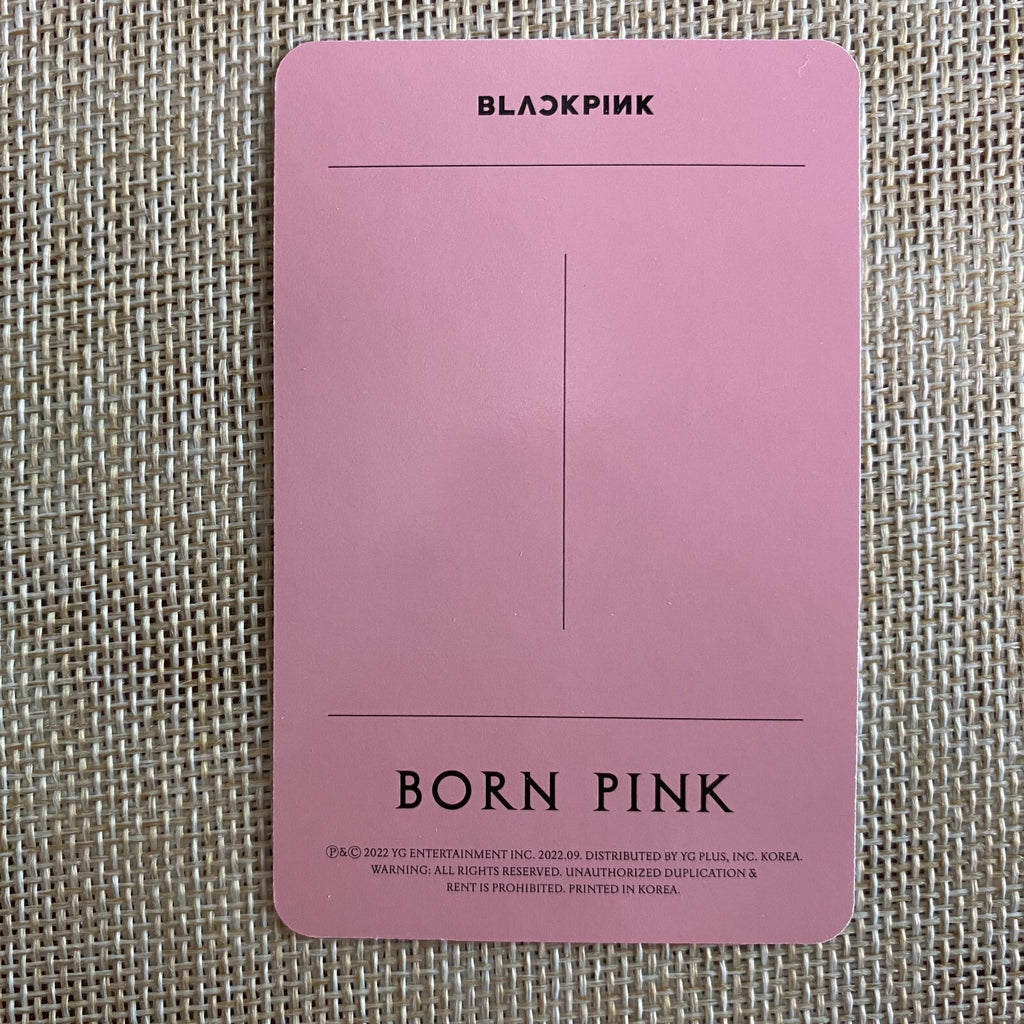 BLACKPINK
BORN PINK
Ⓟ&Ⓒ 2022 YG ENTERTAINMENT INC. 2022.09. DISTRIBUTED BY YG PLUS, INC. KOREA.
WARNING: ALL RIGHTS RESERVED. UNAUTHORIZED DUPLICATION &
RENT IS PROHIBITED. PRINTED IN KOREA.